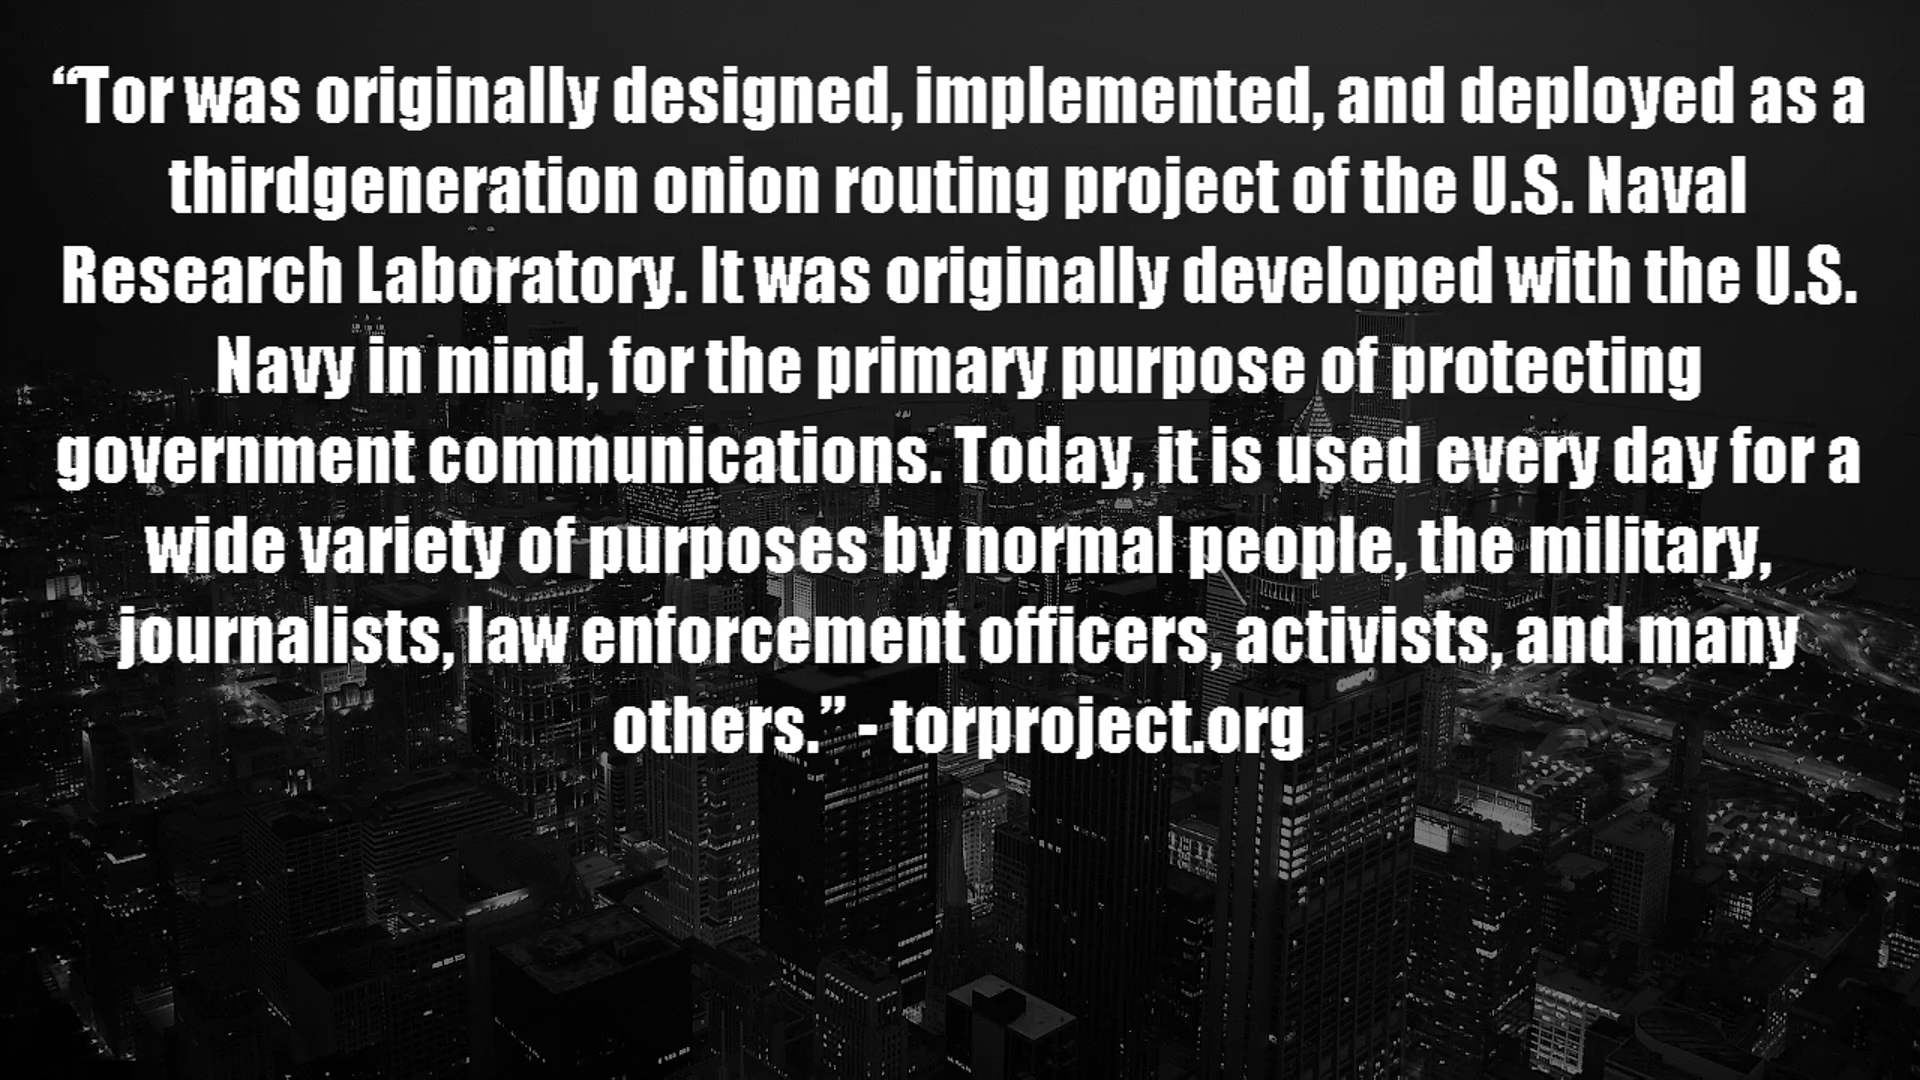 “Tor was originally designed, implemented, and deployed as a
thirdgeneration onion routing project of the U.S. Naval
Research Laboratory. It was originally developed with the U.S.
Navy in mind, for the primary purpose of protecting
government communications. Today, it is used every day for a
wide variety of purposes by normal people, the military,
journalists, law enforcement officers, activists, and many
others.” - torproject.org